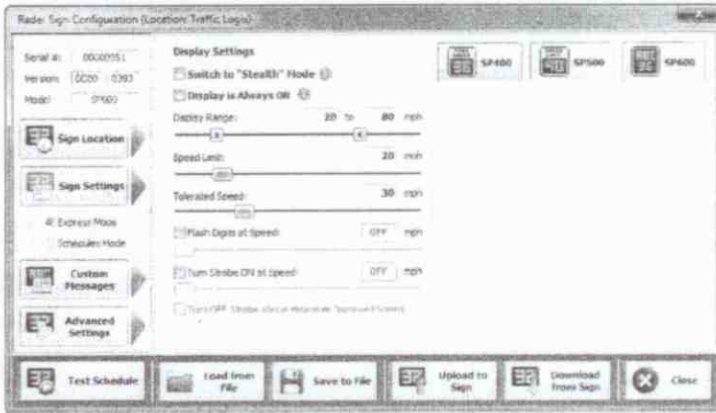 Radar Sign Configuration (Location: Traffic Logix)
Serial #:
Version:
Model:
Sign Location
Sign Settings
Express Mode
Schedules Mode
Custom
Messages
Advanced
Settings
Display Settings
Switch to "Stealth" Mode
Display is Always ON
Display Range: 20 to 80 mph
Speed Limit: 20 mph
Tolerated Speed: 30 mph
Flash Digits at Speed: OFF mph
Turn Strobe ON at Speed: OFF mph
SP400 SP500 SP600
Test Schedule
Load from
File
Save to File
Upload to
Sign
Download
from Sign
Close